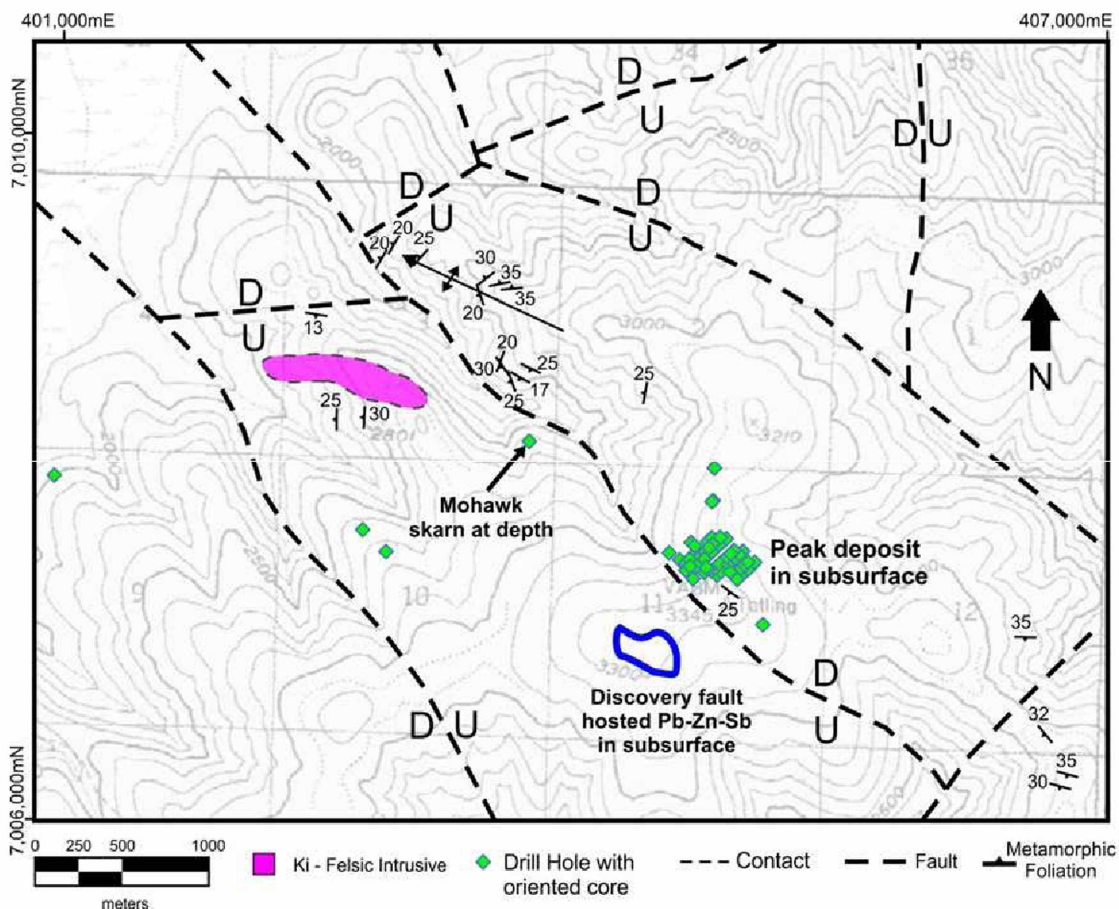 401,000mE
407,000mE
7,010,000mN
7,006,000mN
34
35
D
U
D
U
D U
D
U
D
U
2000
2500
20
20
25
30
35
35
20
3000
3000
D
U
13
20
30
25
17
25
25
25
30
2801
3210
2000
Mohawk
skarn at depth
Peak deposit
in subsurface
2500
9
10
11
12
3345
25
35
3300
Discovery fault
hosted Pb-Zn-Sb
in subsurface
D
U
D U
32
35
30
N
0 250 500 1000
meters
Ki - Felsic Intrusive
Drill Hole with
oriented core
Contact
Fault
Metamorphic
Foliation